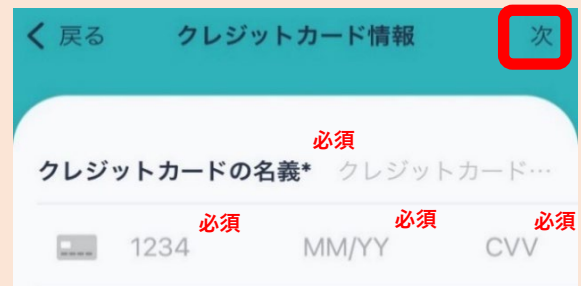 戻る クレジットカード情報 次
必須
クレジットカードの名義* クレジットカード…
必須 必須 必須
1234 MM/YY CVV